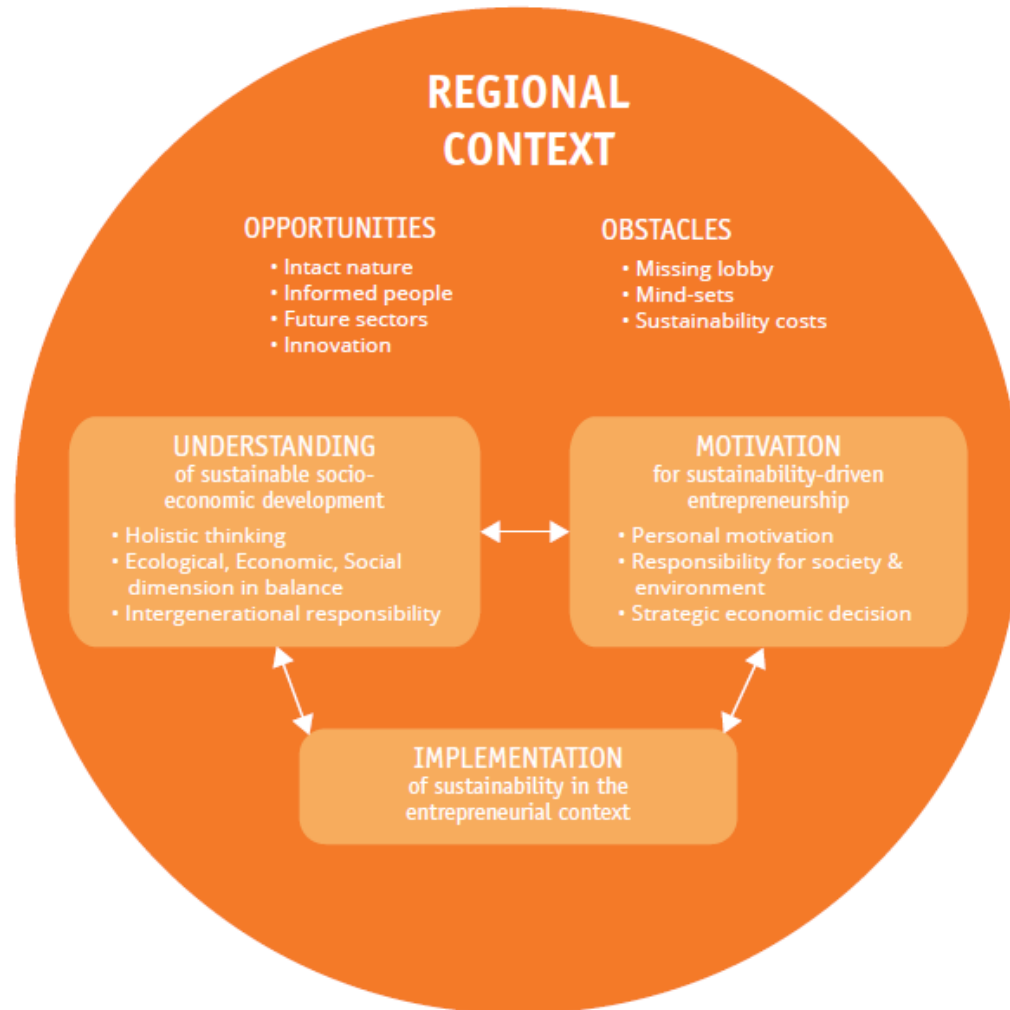 REGIONAL
CONTEXT
OPPORTUNITIES
• Intact nature
• Informed people
• Future sectors
• Innovation
OBSTACLES
• Missing lobby
• Mind-sets
• Sustainability costs
UNDERSTANDING
of sustainable socio-
economic development
• Holistic thinking
• Ecological, Economic, Social
dimension in balance
• Intergenerational responsibility
MOTIVATION
for sustainability-driven
entrepreneurship
• Personal motivation
• Responsibility for society &
environment
• Strategic economic decision
IMPLEMENTATION
of sustainability in the
entrepreneurial context